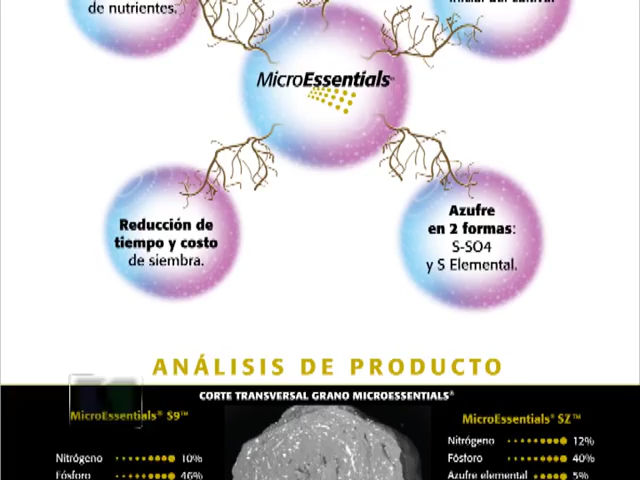 de nutrientes.
MicroEssentials
Reducción de
tiempo y costo
de siembra.
Azufre
en 2 formas:
S-SO4
y S Elemental.
ANÁLISIS DE PRODUCTO
CORTE TRANSVERSAL GRANO MICROESSENTIALS®
MicroEssentials® S9™
Nitrógeno 10%
Fósforo 46%
MicroEssentials® SZ™
Nitrógeno 12%
Fósforo 40%
Azufre elemental 5%